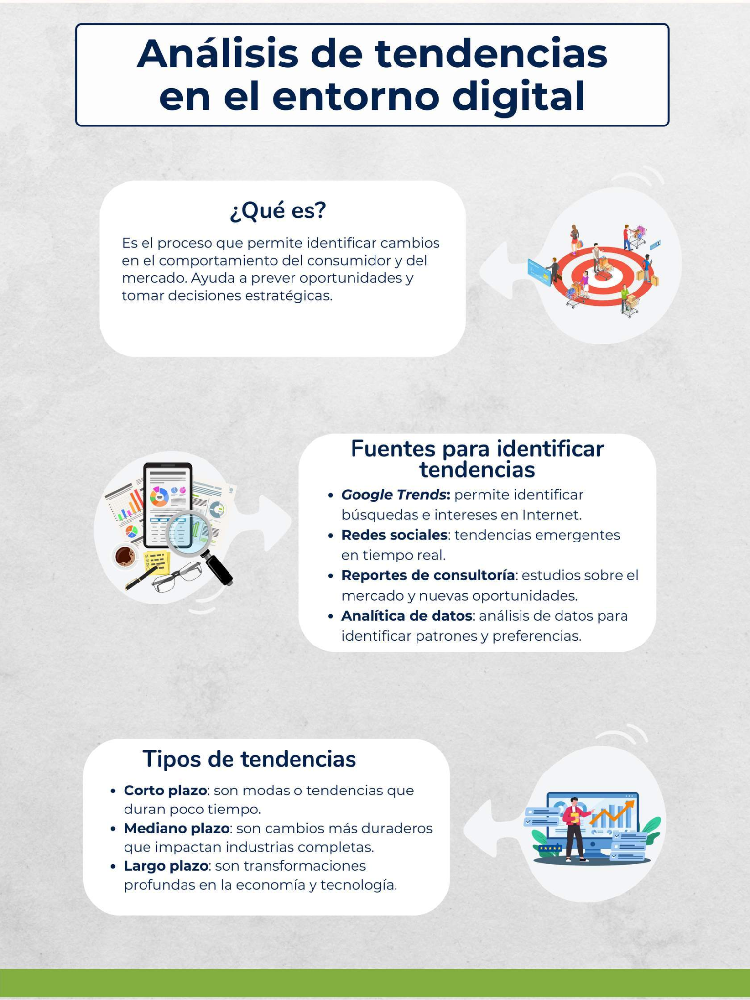 Análisis de tendencias
en el entorno digital
¿Qué es?
Es el proceso que permite identificar cambios
en el comportamiento del consumidor y del
mercado. Ayuda a prever oportunidades y
tomar decisiones estratégicas.
Fuentes para identificar
tendencias
• Google Trends: permite identificar
búsquedas e intereses en Internet.
• Redes sociales: tendencias emergentes
en tiempo real.
• Reportes de consultoría: estudios sobre el
mercado y nuevas oportunidades.
• Analítica de datos: análisis de datos para
identificar patrones y preferencias.
Tipos de tendencias
• Corto plazo: son modas o tendencias que
duran poco tiempo.
• Mediano plazo: son cambios más duraderos
que impactan industrias completas.
• Largo plazo: son transformaciones
profundas en la economía y tecnología.